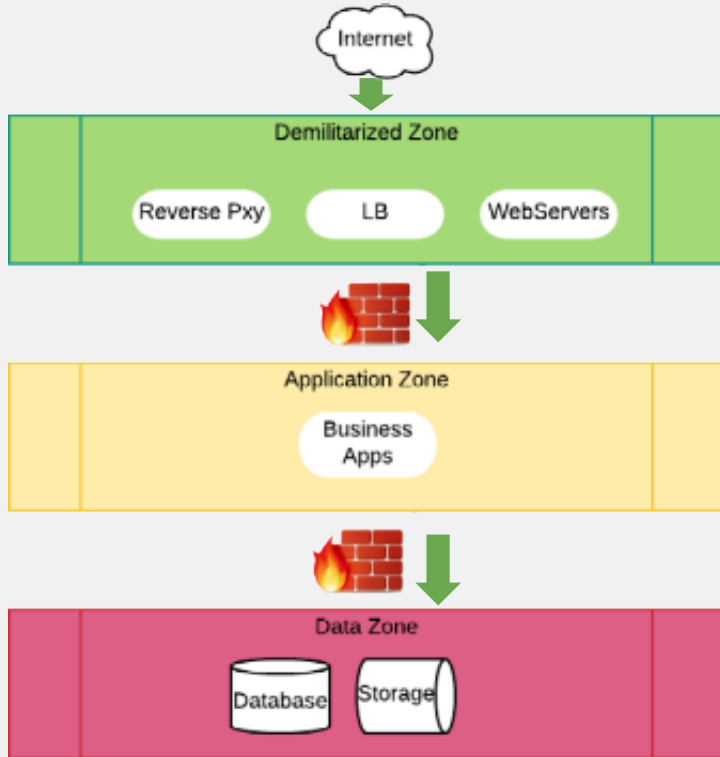 Internet
Demilitarized Zone
Reverse Pxy
LB
WebServers
Application Zone
Business
Apps
Data Zone
Database
Storage